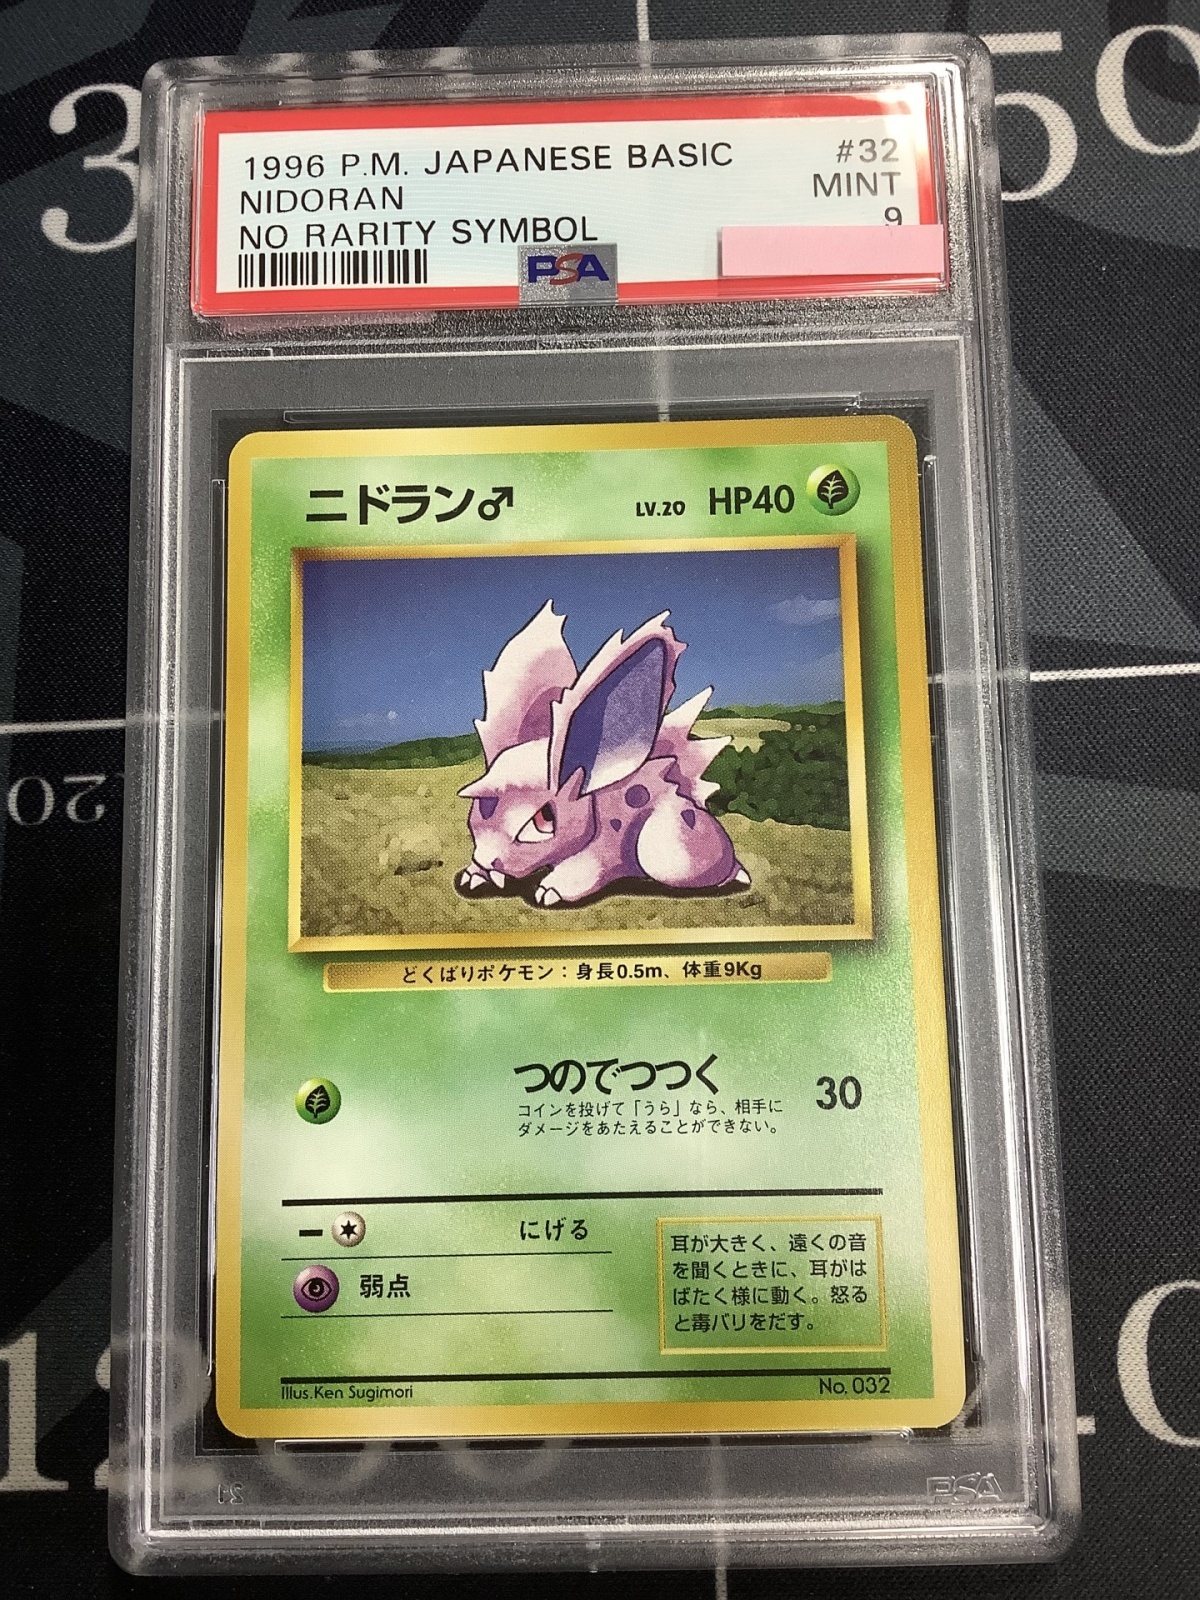 1996 P.M. JAPANESE BASIC #32
NIDORAN MINT
NO RARITY SYMBOL 9
PSA
ニドラン♂ LV.20 HP40
どくばりポケモン：身長0.5m、体重9Kg
つのでつつく 30
コインを投げて「うら」なら、相手に
ダメージをあたえることができない。
ー にげる
弱点
耳が大きく、遠くの音
を聞くときに、耳がは
ばたく様に動く。怒る
と毒バリをだす。
Illus.Ken Sugimori No.032
PSA
50
20